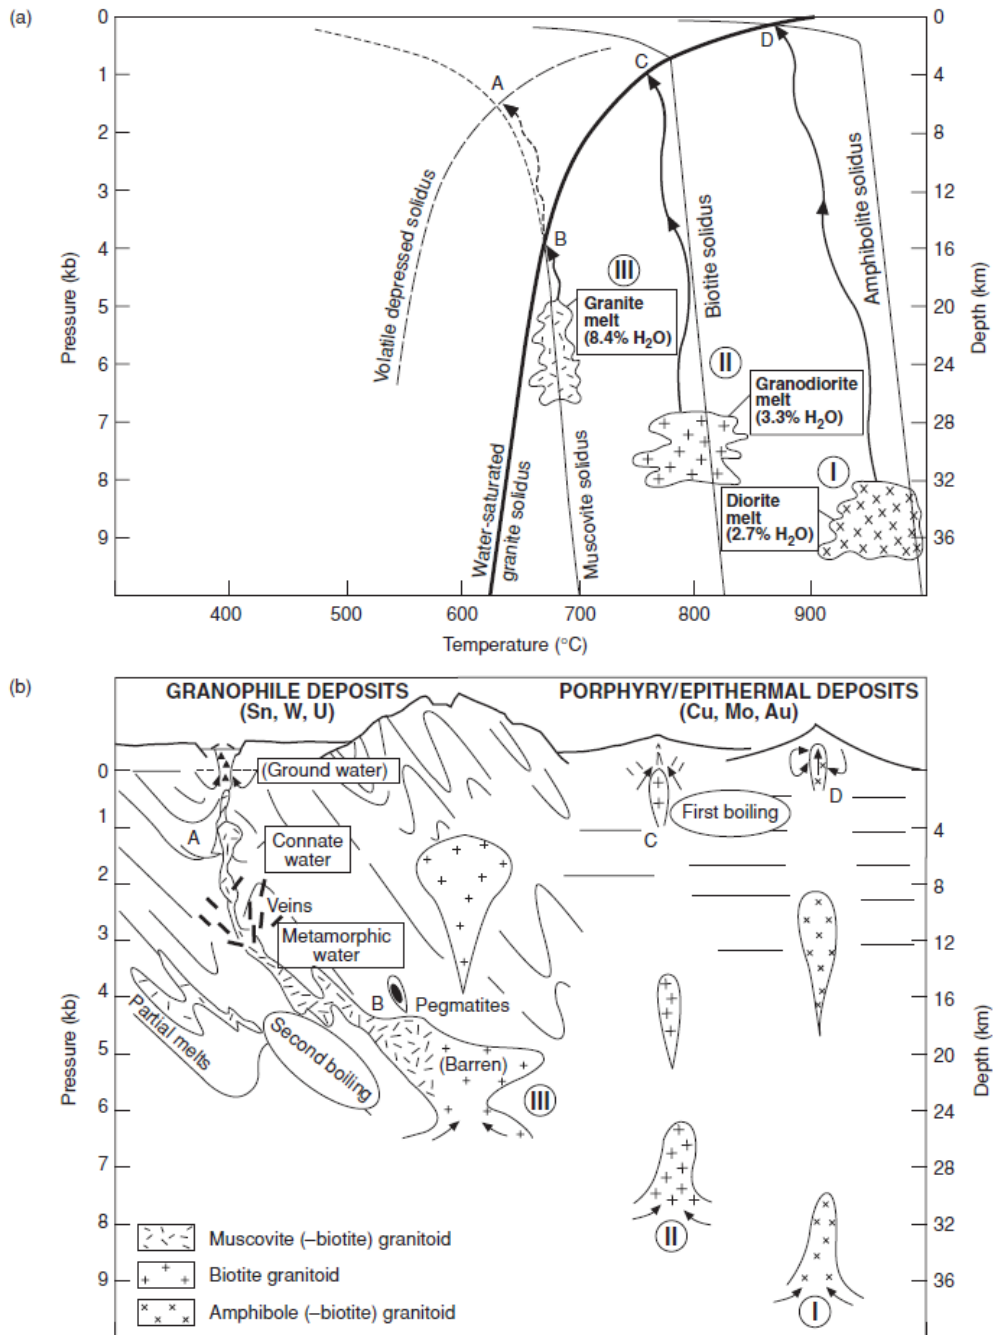 (a)
0
1
2
3
4
5
6
7
8
9
Pressure (kb)
0
4
8
12
16
20
24
28
32
36
Depth (km)
400
500
600
700
800
900
Temperature (°C)
A
B
C
D
Volatile depressed solidus
Water-saturated
granite solidus
Muscovite solidus
Biotite solidus
Amphibolite solidus
III
Granite
melt
(8.4% H2O)
II
Granodiorite
melt
(3.3% H2O)
I
Diorite
melt
(2.7% H2O)
(b)
GRANOPHILE DEPOSITS
(Sn, W, U)
PORPHYRY/EPITHERMAL DEPOSITS
(Cu, Mo, Au)
0
1
2
3
4
5
6
7
8
9
Pressure (kb)
4
8
12
16
20
24
28
32
36
Depth (km)
(Ground water)
A
Connate
water
Veins
Metamorphic
water
B
Pegmatites
Partial melts
Second boiling
(Barren)
III
First boiling
C
D
II
I
Muscovite (–biotite) granitoid
Biotite granitoid
Amphibole (–biotite) granitoid